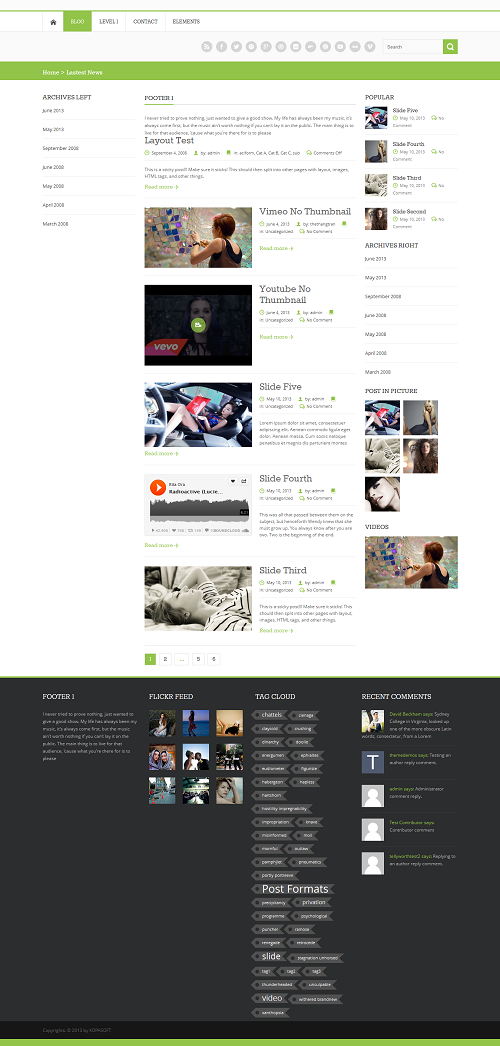 BLOG
LEVEL 1
CONTACT
ELEMENTS
Search
Home > Lastest News
ARCHIVES LEFT
June 2013
May 2013
September 2008
June 2008
May 2008
April 2008
March 2008
FOOTER 1
I never tried to prove nothing, just wanted to give a good show. My life has always been my music, it's
always come first, but the music ain't worth nothing if you can't lay it on the public. The main thing is to
live for that audience, 'cause what you're there for is to please
Layout Test
September 4, 2008 by: admin in: aciform, Cat A, Cat B, Cat C, sub Comments Off
This is a sticky post!!! Make sure it sticks! This should then split into other pages with layout, images,
HTML tags, and other things.
Read more
Vimeo No Thumbnail
June 4, 2013 by: thethangtran
in: Uncategorized No Comment
Read more
Youtube No
Thumbnail
June 4, 2013 by: admin
in: Uncategorized No Comment
Read more
vevo
Slide Five
May 10, 2013 by: admin
in: Uncategorized No Comment
Lorem ipsum dolor sit amet, consectetuer
adipiscing elit. Aenean commodo ligula eget
dolor. Aenean massa. Cum sociis natoque
penatibus et magnis dis parturient montes
Read more
Rita Ora
Radioactive (Lucie...
SOUNDCLOUD
Slide Fourth
May 10, 2013 by: admin
in: Uncategorized No Comment
This was all that passed between them on the
subject, but henceforth Wendy knew that she
must grow up. You always know after you are
two. Two is the beginning of the end.
Read more
Slide Third
May 10, 2013 by: admin
in: Uncategorized No Comment
This is a sticky post!!! Make sure it sticks! This
should then split into other pages with layout,
images, HTML tags, and other things.
Read more
1 2 ... 5 6
POPULAR
Slide Five
May 10, 2013 No
Comment
Slide Fourth
May 10, 2013 No
Comment
Slide Third
May 10, 2013 No
Comment
Slide Second
May 10, 2013 No
Comment
ARCHIVES RIGHT
June 2013
May 2013
September 2008
June 2008
May 2008
April 2008
March 2008
POST IN PICTURE
VIDEOS
FOOTER 1
I never tried to prove nothing, just wanted to
give a good show. My life has always been my
music, it's always come first, but the music
ain't worth nothing if you can't lay it on the
public. The main thing is to live for that
audience, 'cause what you're there for is to
please
FLICKR FEED
TAG CLOUD
chattels cienaga
claycold crushing
dinarchy doolie
energumen ephialtes
eudiometer figuriste
habergeon hapless
hartshorn
hostility impregnability
impropriation knave
misinformed moil
mornful outlaw
pamphjlet pneumatics
portly portreeve
Post Formats
precipitancy privation
programme psychological
puncher ramose
renegade retrocede
slide stagnation unhorsed
tag1 tag2 tag3
thunderheaded unculpable
video withered brandnew
xanthopsia
RECENT COMMENTS
David Beckham says: Sydney
College in Virginia, looked up
one of the more obscure Latin
words, consectetur, from a Lorem
T
themedemos says: Testing an
author reply comment.
admin says: Administrator
comment reply.
Test Contributor says:
Contributor comment
tellyworthtest2 says: Replying to
an author reply comment.
Copyrights. © 2013 by KOPASOFT